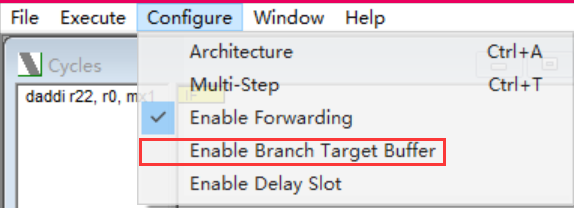 File Execute Configure Window Help
Architecture Ctrl+A
Cycles
Multi-Step Ctrl+T
daddi r22, r0, mx1
Enable Forwarding
Enable Branch Target Buffer
Enable Delay Slot